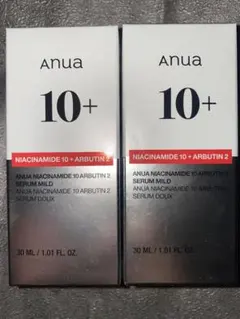 Anua
10+
NIACINAMIDE 10 + ARBUTIN 2
ANUA NIACINAMIDE 10 ARBUTIN 2
SERUM MILD
ANUA NIACINAMIDE 10 ARBUTIN 2
SERUM DOUX
30 ML / 1.01 FL. OZ.
Anua
10+
NIACINAMIDE 10 + ARBUTIN 2
ANUA NIACINAMIDE 10 ARBUTIN 2
SERUM MILD
ANUA NIACINAMIDE 10 ARBUTIN 2
SERUM DOUX
30 ML / 1.01 FL. OZ.